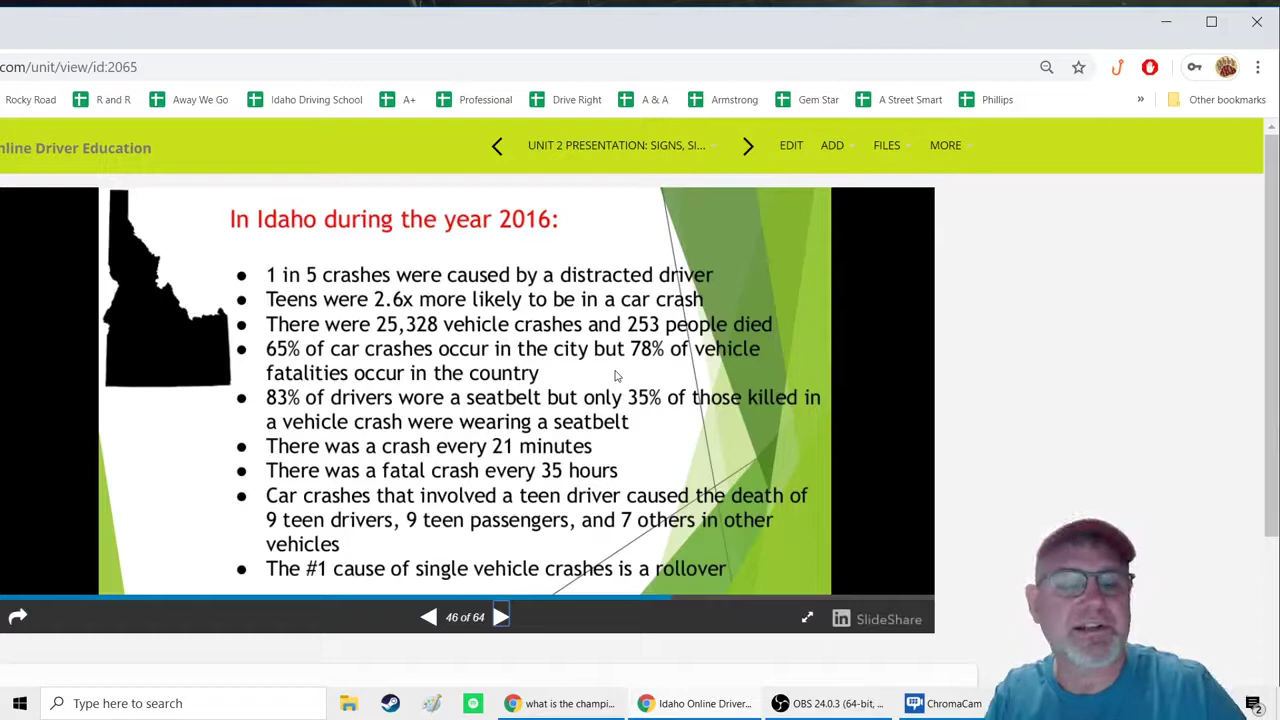 com/unit/view/id:2065
Rocky Road R and R Away We Go Idaho Driving School A+ Professional Drive Right A & A Armstrong Gem Star A Street Smart Phillips » Other bookmarks
nline Driver Education UNIT 2 PRESENTATION: SIGNS, SI... EDIT ADD FILES MORE
In Idaho during the year 2016:
● 1 in 5 crashes were caused by a distracted driver
● Teens were 2.6x more likely to be in a car crash
● There were 25,328 vehicle crashes and 253 people died
● 65% of car crashes occur in the city but 78% of vehicle
fatalities occur in the country
● 83% of drivers wore a seatbelt but only 35% of those killed in
a vehicle crash were wearing a seatbelt
● There was a crash every 21 minutes
● There was a fatal crash every 35 hours
● Car crashes that involved a teen driver caused the death of
9 teen drivers, 9 teen passengers, and 7 others in other
vehicles
● The #1 cause of single vehicle crashes is a rollover
46 of 64 in SlideShare
Type here to search what is the champi... Idaho Online Driver... OBS 24.0.3 (64-bit, ... ChromaCam 2